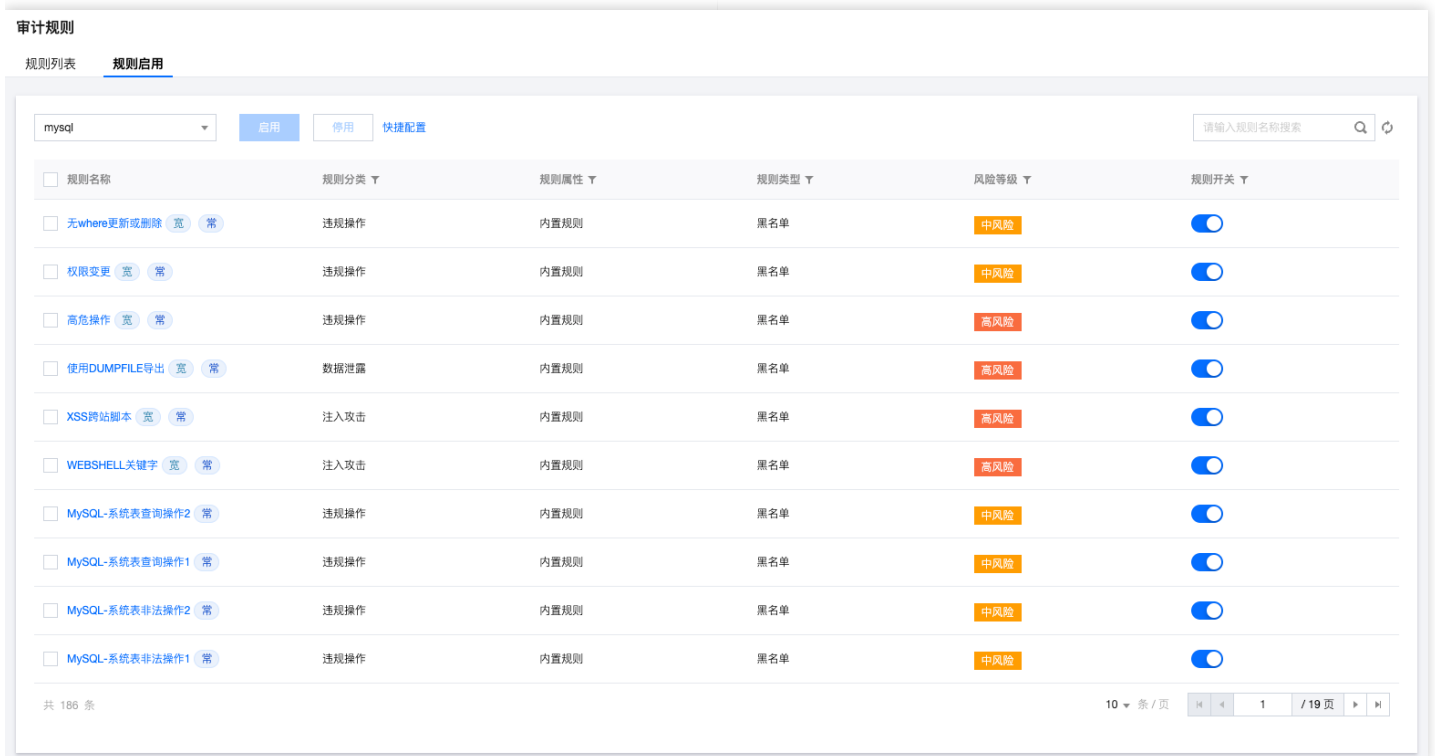 审计规则
规则列表 规则启用
mysql 启用 停用 快捷配置 请输入规则名称搜索
规则名称 规则分类 规则属性 规则类型 风险等级 规则开关
无where更新或删除 宽 常 违规操作 内置规则 黑名单 中风险
权限变更 宽 常 违规操作 内置规则 黑名单 中风险
高危操作 宽 常 违规操作 内置规则 黑名单 高风险
使用DUMPFILE导出 宽 常 数据泄露 内置规则 黑名单 高风险
XSS跨站脚本 宽 常 注入攻击 内置规则 黑名单 高风险
WEBSHELL关键字 宽 常 注入攻击 内置规则 黑名单 高风险
MySQL-系统表查询操作2 常 违规操作 内置规则 黑名单 中风险
MySQL-系统表查询操作1 常 违规操作 内置规则 黑名单 中风险
MySQL-系统表非法操作2 常 违规操作 内置规则 黑名单 中风险
MySQL-系统表非法操作1 常 违规操作 内置规则 黑名单 中风险
共 186 条 10 条 / 页 1 / 19 页